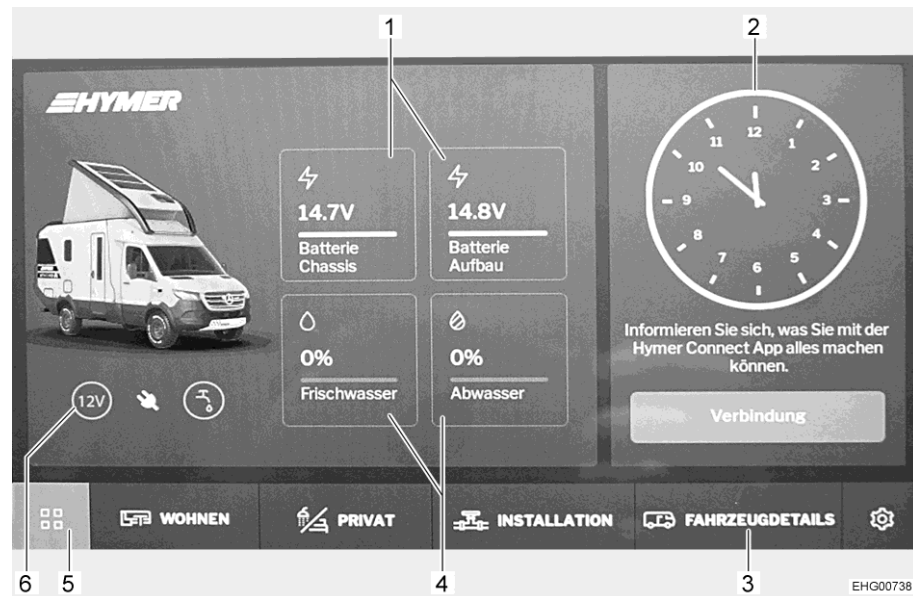 1
2
HYMER
14.7V
Batterie
Chassis
14.8V
Batterie
Aufbau
0%
Frischwasser
0%
Abwasser
12V
12
1
2
3
4
5
6
7
8
9
10
11
Informieren Sie sich, was Sie mit der
Hymer Connect App alles machen
können.
Verbindung
WOHNEN
PRIVAT
INSTALLATION
FAHRZEUGDETAILS
6
5
4
3
EHG00738